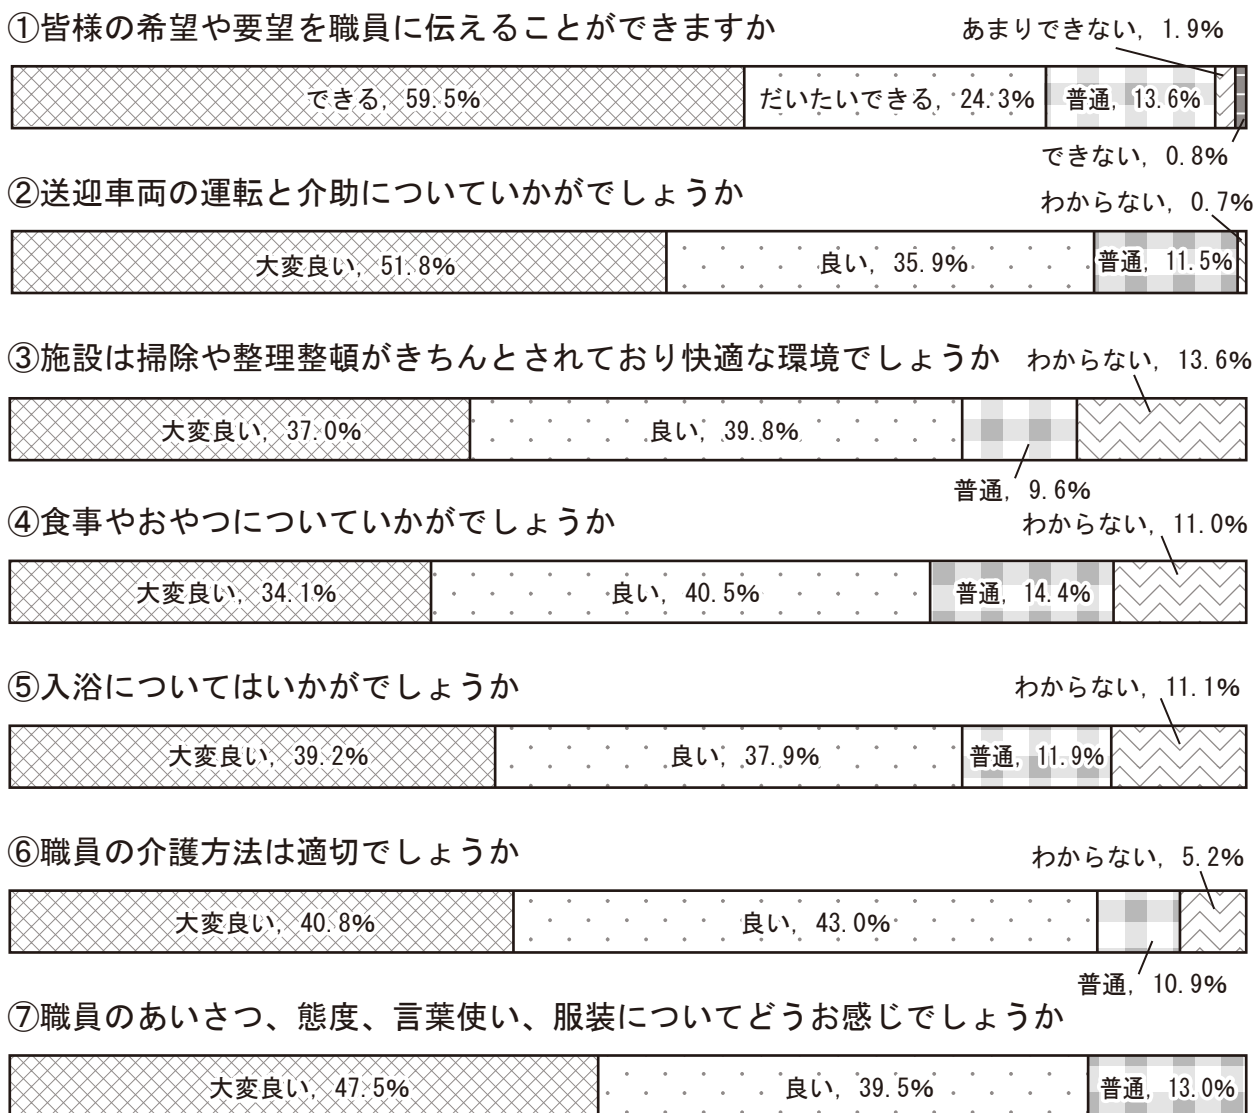 ①皆様の希望や要望を職員に伝えることができますか
あまりできない, 1.9%
できる, 59.5%
だいたいできる, 24.3%
普通, 13.6%
できない, 0.8%
②送迎車両の運転と介助についていかがでしょうか
わからない, 0.7%
大変良い, 51.8%
良い, 35.9%
普通, 11.5%
③施設は掃除や整理整頓がきちんとされており快適な環境でしょうか
わからない, 13.6%
大変良い, 37.0%
良い, 39.8%
普通, 9.6%
④食事やおやつについていかがでしょうか
わからない, 11.0%
大変良い, 34.1%
良い, 40.5%
普通, 14.4%
⑤入浴についてはいかがでしょうか
わからない, 11.1%
大変良い, 39.2%
良い, 37.9%
普通, 11.9%
⑥職員の介護方法は適切でしょうか
わからない, 5.2%
大変良い, 40.8%
良い, 43.0%
普通, 10.9%
⑦職員のあいさつ、態度、言葉使い、服装についてどうお感じでしょうか
大変良い, 47.5%
良い, 39.5%
普通, 13.0%